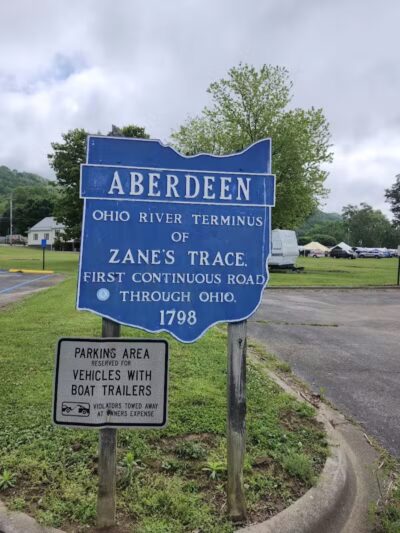 ABERDEEN
OHIO RIVER TERMINUS
OF
ZANE'S TRACE.
FIRST CONTINUOUS ROAD
THROUGH OHIO.
1798
PARKING AREA
RESERVED FOR
VEHICLES WITH
BOAT TRAILERS
VIOLATORS TOWED AWAY
AT OWNERS EXPENSE